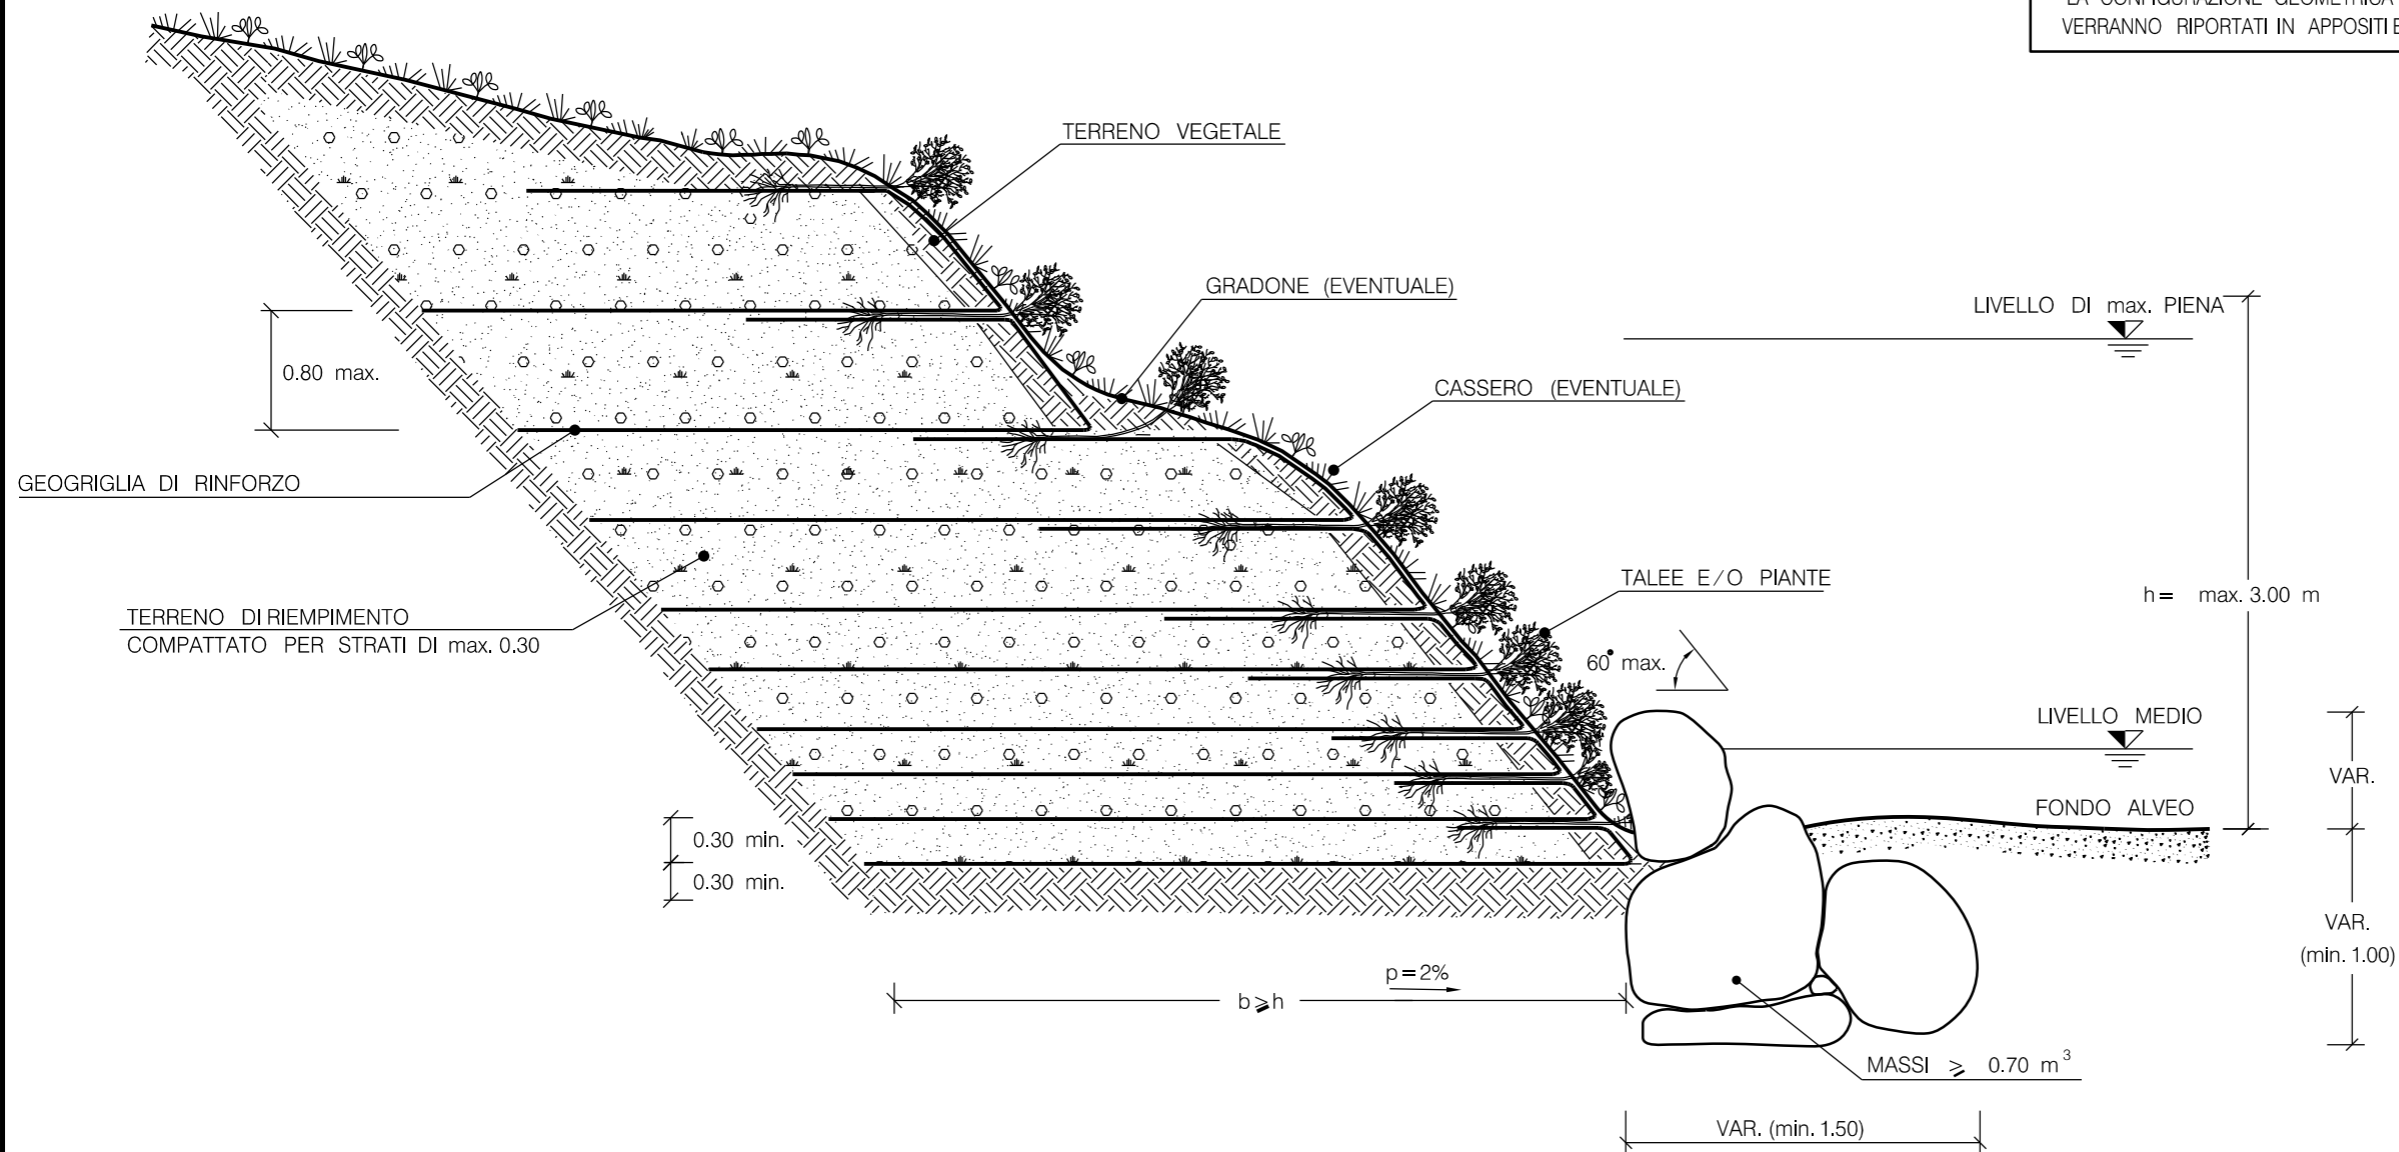 LA CONFIGURAZIONE GEOMETRICA
VERRANNO RIPORTATI IN APPOSITI
TERRENO VEGETALE
GRADONE (EVENTUALE)
LIVELLO DI max. PIENA
0.80 max.
CASSERO (EVENTUALE)
GEOGRIGLIA DI RINFORZO
TALEE E/O PIANTE
h= max. 3.00 m
TERRENO DI RIEMPIMENTO
COMPATTATO PER STRATI DI max. 0.30
60° max.
LIVELLO MEDIO
VAR.
FONDO ALVEO
0.30 min.
0.30 min.
VAR.
(min. 1.00)
p=2%
b⩾h
MASSI ⩾ 0.70 m³
VAR. (min. 1.50)